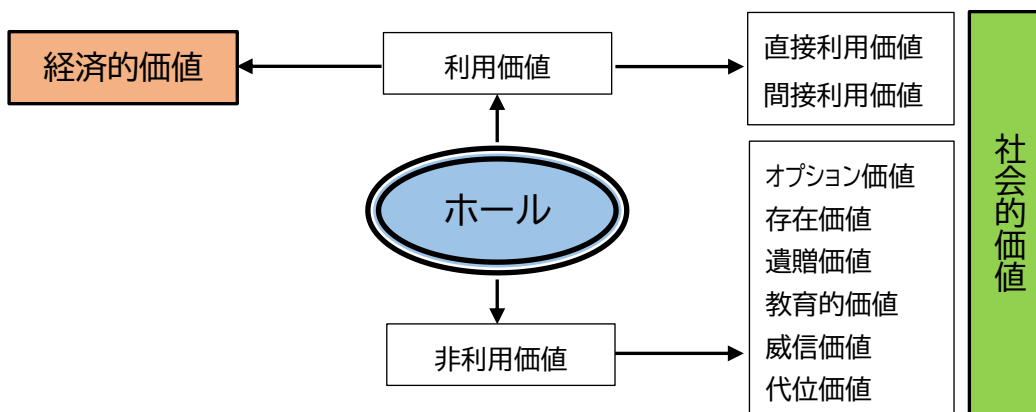 経済的価値
利用価値
直接利用価値
間接利用価値
ホール
オプション価値
存在価値
遺贈価値
教育的価値
威信価値
代位価値
非利用価値
社会的価値